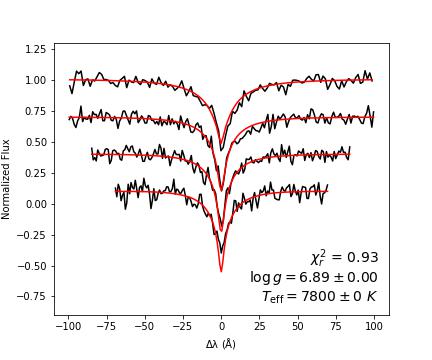 1.25
1.00
0.75
0.50
0.25
0.00
−0.25
−0.50
−0.75
Normalized Flux
χ²ᵣ = 0.93
log g = 6.89 ± 0.00
T_eff = 7800 ± 0 K
−100 −75 −50 −25 0 25 50 75 100
Δλ (Å)